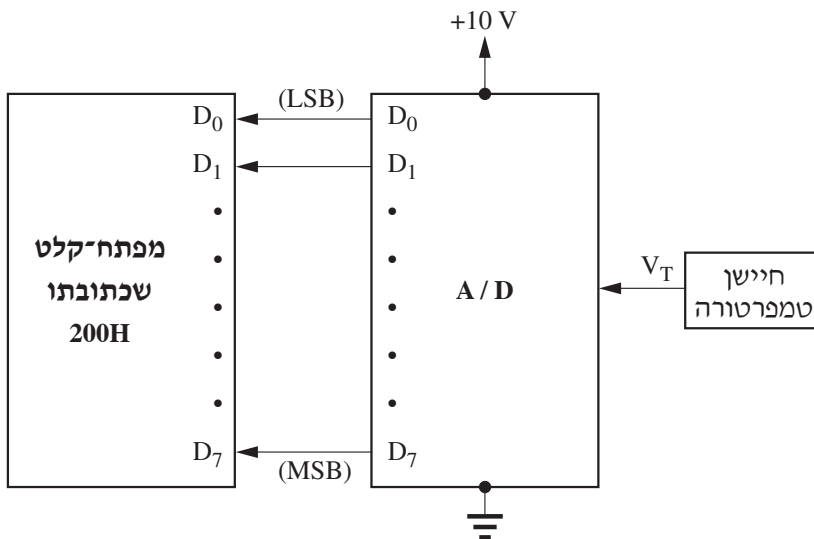 +10 V
(LSB)
D0
D0
D1
D1
מפתח־קלט
שכתובתו
200H
A / D
VT
חיישן
טמפרטורה
D7
D7
(MSB)